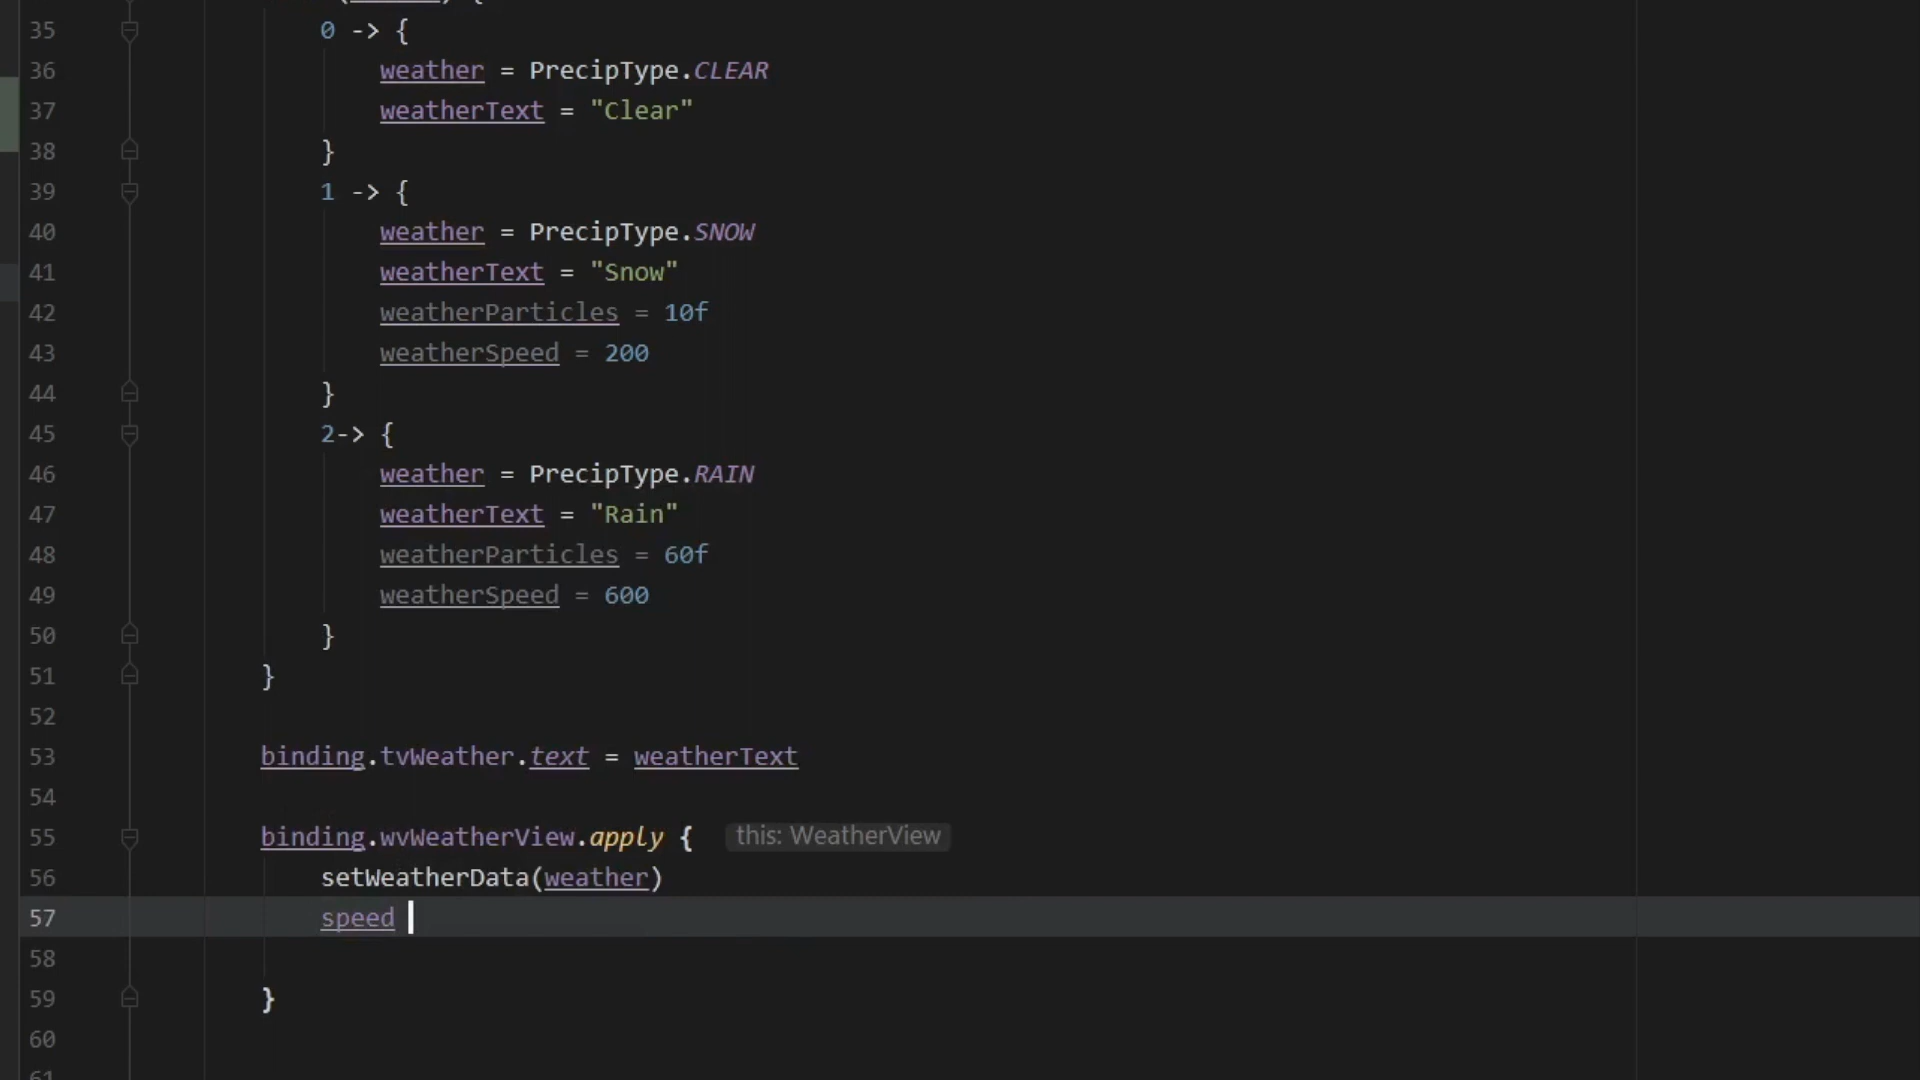 35 0 -> {
36 weather = PrecipType.CLEAR
37 weatherText = "Clear"
38 }
39 1 -> {
40 weather = PrecipType.SNOW
41 weatherText = "Snow"
42 weatherParticles = 10f
43 weatherSpeed = 200
44 }
45 2-> {
46 weather = PrecipType.RAIN
47 weatherText = "Rain"
48 weatherParticles = 60f
49 weatherSpeed = 600
50 }
51 }
52
53 binding.tvWeather.text = weatherText
54
55 binding.wvWeatherView.apply { this: WeatherView
56 setWeatherData(weather)
57 speed
58
59 }
60
61